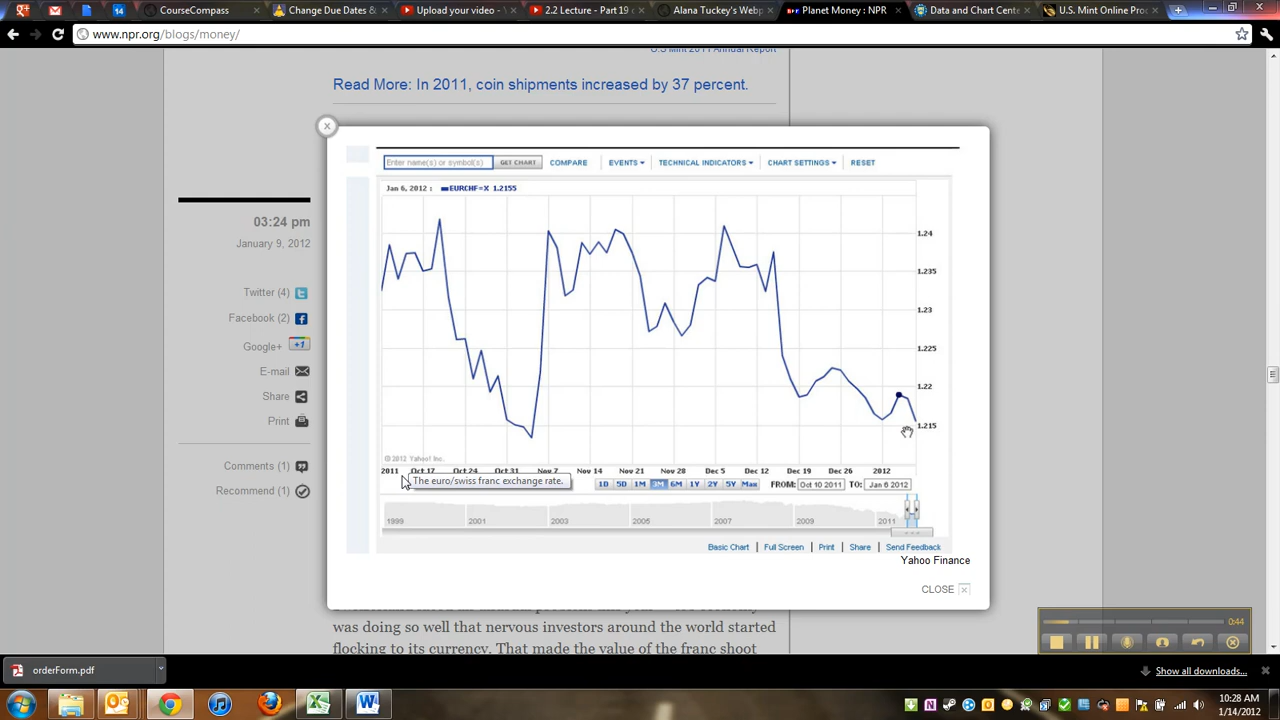 CourseCompass
Change Due Dates &
Upload your video -
2.2 Lecture - Part 19 o
Alana Tuckey's Webp
Planet Money : NPR
Data and Chart Cente
U.S. Mint Online Pro
www.npr.org/blogs/money/
U.S Mint 2011 Annual Report
Read More: In 2011, coin shipments increased by 37 percent.
x
Enter name(s) or symbol(s) GET CHART COMPARE EVENTS TECHNICAL INDICATORS CHART SETTINGS RESET
Jan 6, 2012 : EURCHF=X 1.2155
03:24 pm
January 9, 2012
Twitter (4)
Facebook (2)
Google+ +1
E-mail
Share
Print
Comments (1)
Recommend (1)
1.24
1.235
1.23
1.225
1.22
1.215
© 2012 Yahoo! Inc.
2011 Oct 17 Oct 24 Oct 31 Nov 7 Nov 14 Nov 21 Nov 28 Dec 5 Dec 12 Dec 19 Dec 26 2012
The euro/swiss franc exchange rate.
1D 5D 1M 3M 6M 1Y 2Y 5Y Max FROM: Oct 10 2011 TO: Jan 6 2012
1999 2001 2003 2005 2007 2009 2011
Basic Chart | Full Screen | Print | Share | Send Feedback
Yahoo Finance
CLOSE x
was doing so well that nervous investors around the world started
flocking to its currency. That made the value of the franc shoot
0:44
orderForm.pdf
Show all downloads...
10:28 AM
1/14/2012